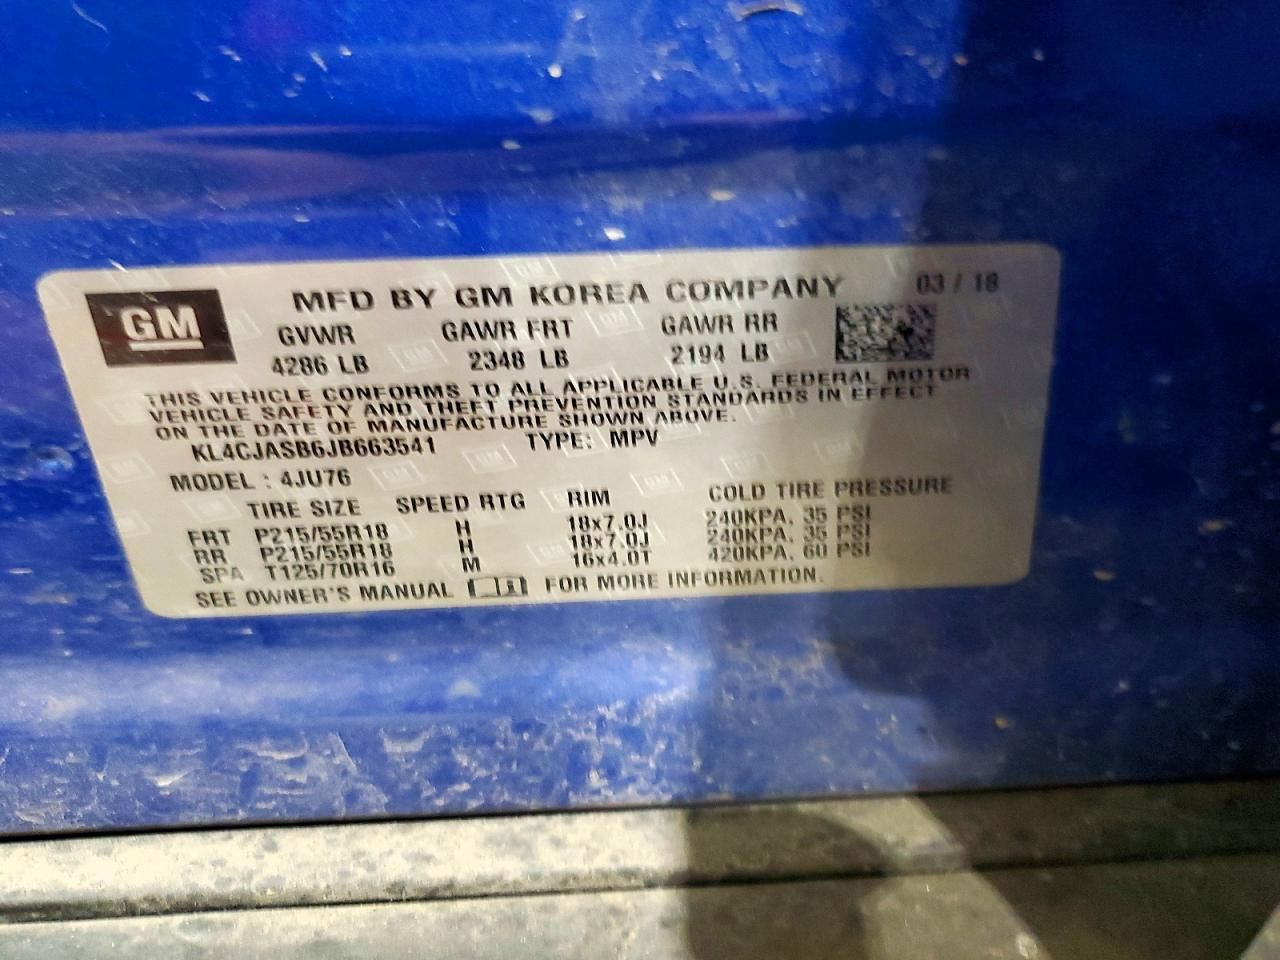 GM MFD BY GM KOREA COMPANY 03 / 18
GVWR GAWR FRT GAWR RR
4286 LB 2348 LB 2194 LB
THIS VEHICLE CONFORMS TO ALL APPLICABLE U.S. FEDERAL MOTOR
VEHICLE SAFETY AND THEFT PREVENTION STANDARDS IN EFFECT
ON THE DATE OF MANUFACTURE SHOWN ABOVE.
KL4CJASB6JB663541 TYPE: MPV
MODEL : 4JU76
TIRE SIZE SPEED RTG RIM COLD TIRE PRESSURE
FRT P215/55R18 H 18x7.0J 240KPA, 35 PSI
RR P215/55R18 H 18x7.0J 240KPA, 35 PSI
SPA T125/70R16 M 16x4.0T 420KPA, 60 PSI
SEE OWNER'S MANUAL FOR MORE INFORMATION.